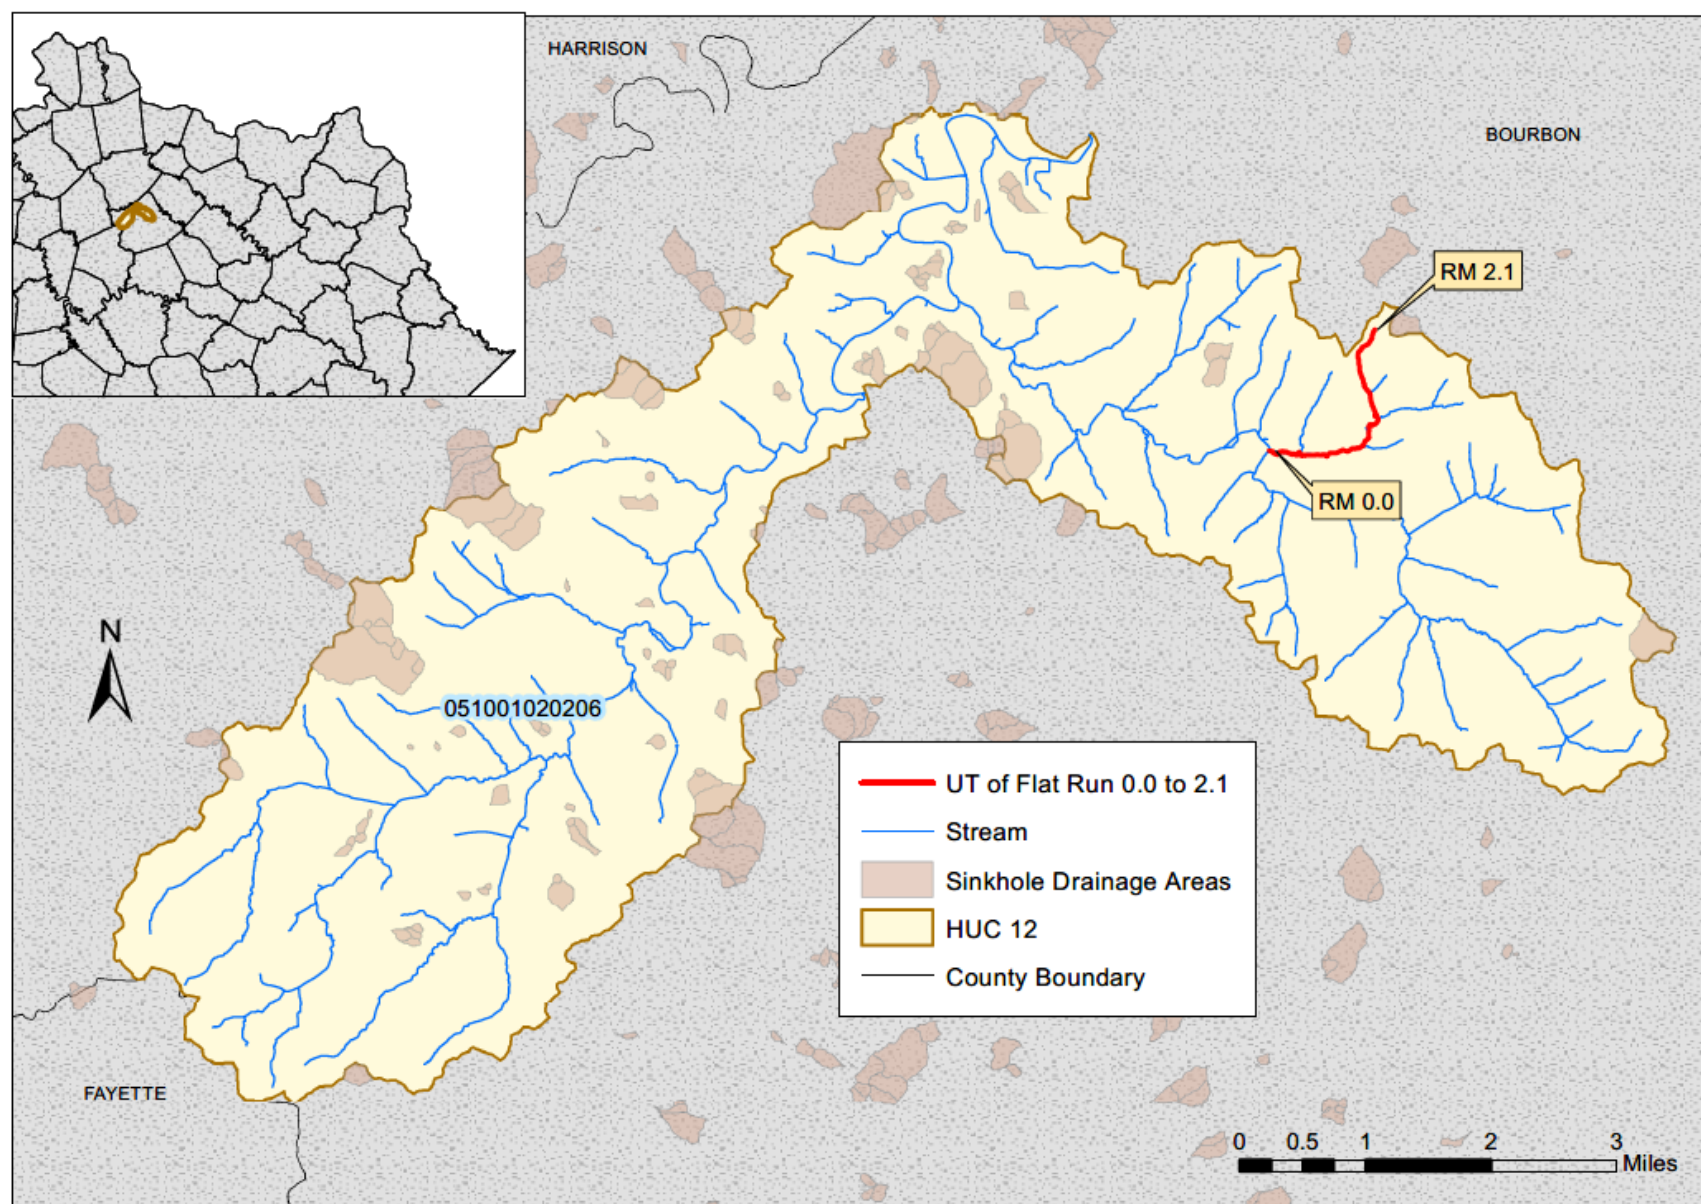 HARRISON
BOURBON
RM 2.1
RM 0.0
N
051001020206
UT of Flat Run 0.0 to 2.1
Stream
Sinkhole Drainage Areas
HUC 12
County Boundary
FAYETTE
0 0.5 1 2 3
Miles